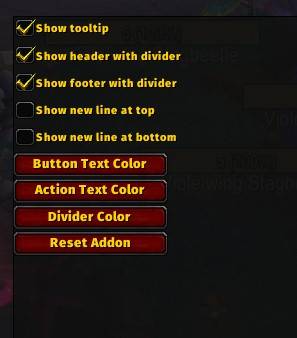 Show tooltip
Show header with divider
Show footer with divider
Show new line at top
Show new line at bottom
Button Text Color
Action Text Color
Divider Color
Reset Addon